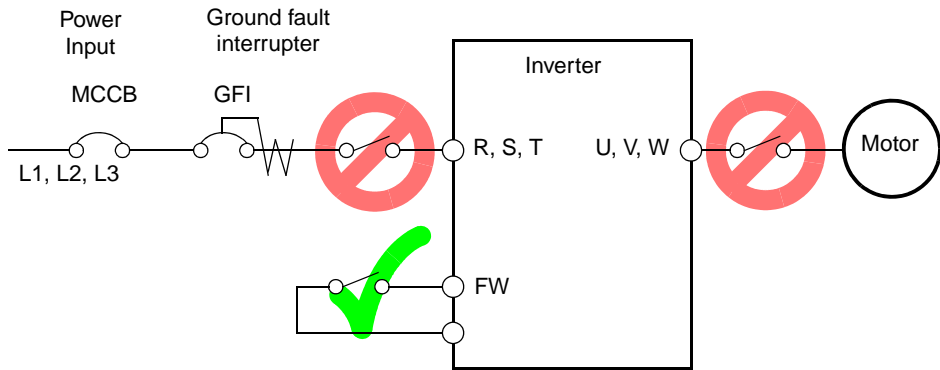 Power
Input
Ground fault
interrupter
Inverter
MCCB
GFI
L1, L2, L3
R, S, T
U, V, W
Motor
FW